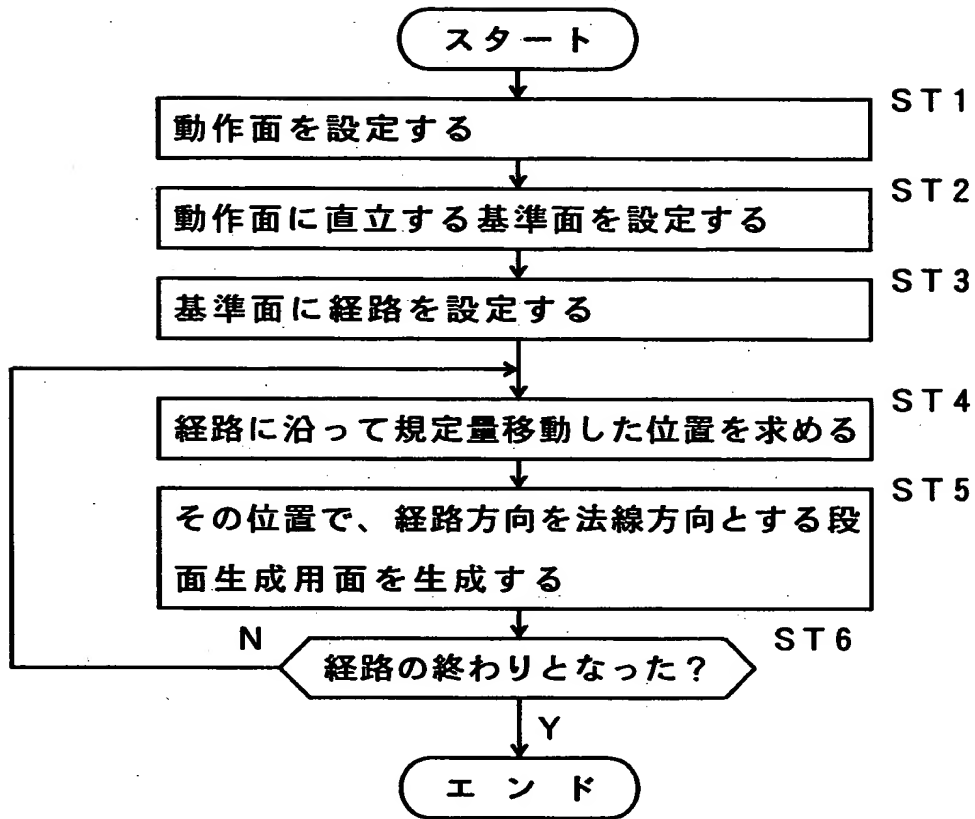 スタート
ST1
動作面を設定する
ST2
動作面に直立する基準面を設定する
ST3
基準面に経路を設定する
ST4
経路に沿って規定量移動した位置を求める
ST5
その位置で、経路方向を法線方向とする段
面生成用面を生成する
N
ST6
経路の終わりとなった?
Y
エンド